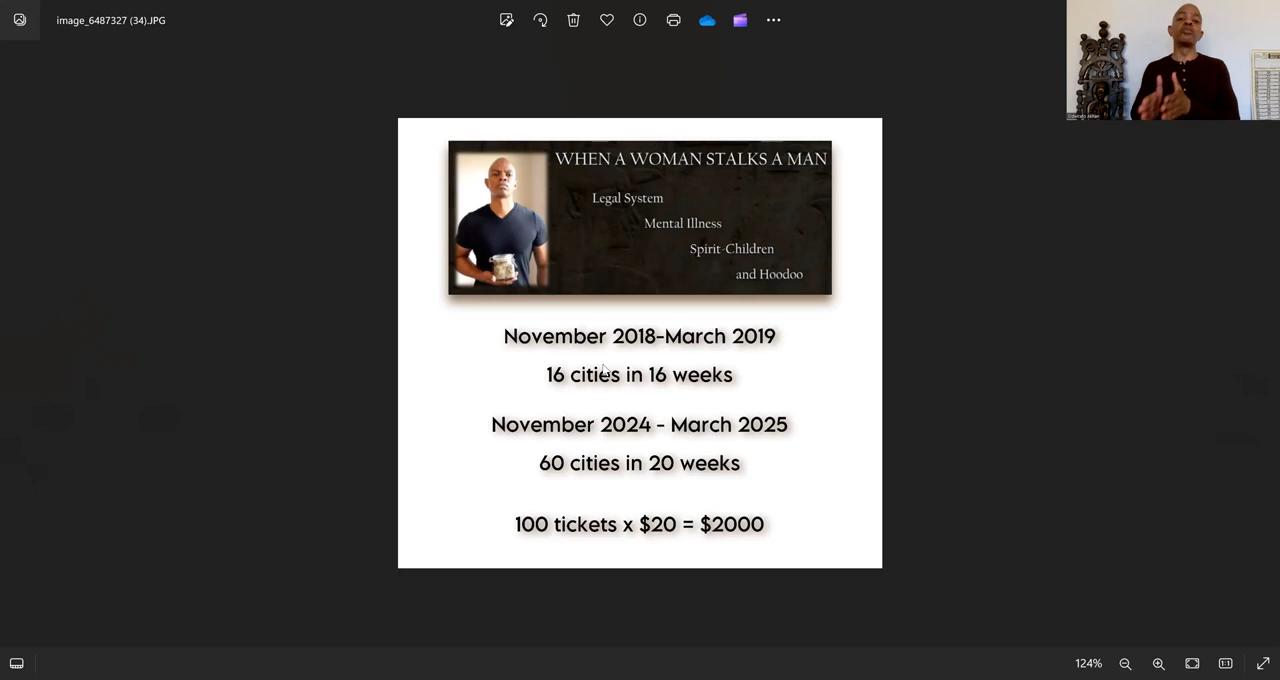 image_6487327 (34).JPG
WHEN A WOMAN STALKS A MAN
Legal System
Mental Illness
Spirit-Children
and Hoodoo
November 2018-March 2019
16 cities in 16 weeks
November 2024 - March 2025
60 cities in 20 weeks
100 tickets x $20 = $2000
124%